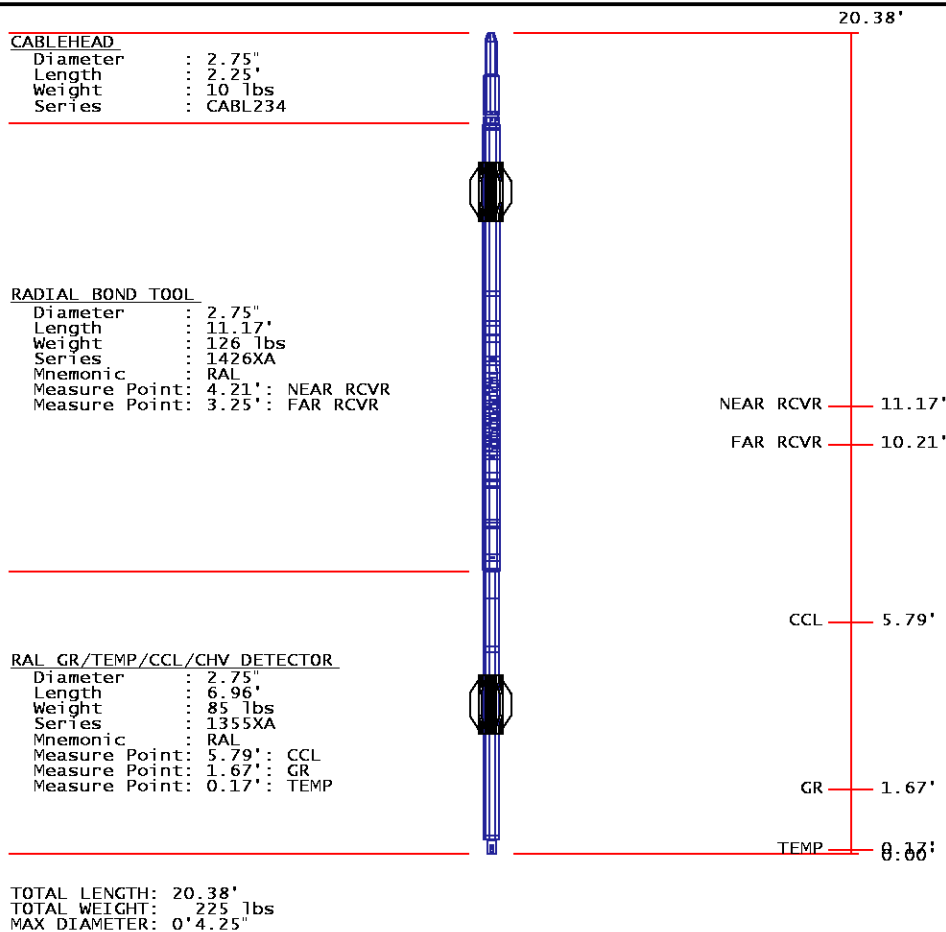 20.38'
CABLEHEAD
Diameter : 2.75"
Length : 2.25'
Weight : 10 lbs
Series : CABL234
RADIAL BOND TOOL
Diameter : 2.75"
Length : 11.17'
Weight : 126 lbs
Series : 1426XA
Mnemonic : RAL
Measure Point: 4.21': NEAR RCVR
Measure Point: 3.25': FAR RCVR
NEAR RCVR 11.17'
FAR RCVR 10.21'
CCL 5.79'
RAL GR/TEMP/CCL/CHV DETECTOR
Diameter : 2.75"
Length : 6.96'
Weight : 85 lbs
Series : 1355XA
Mnemonic : RAL
Measure Point: 5.79': CCL
Measure Point: 1.67': GR
Measure Point: 0.17': TEMP
GR 1.67'
TEMP 0.17'
0.00'
TOTAL LENGTH: 20.38'
TOTAL WEIGHT: 225 lbs
MAX DIAMETER: 0'4.25"